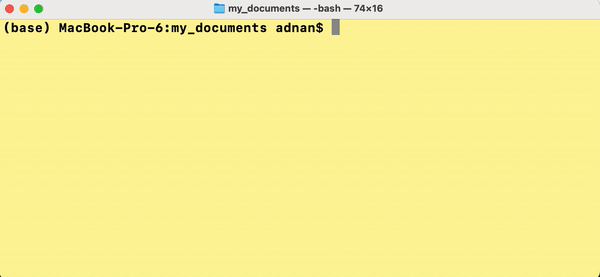 my_documents — -bash — 74×16
(base) MacBook-Pro-6:my_documents adnan$